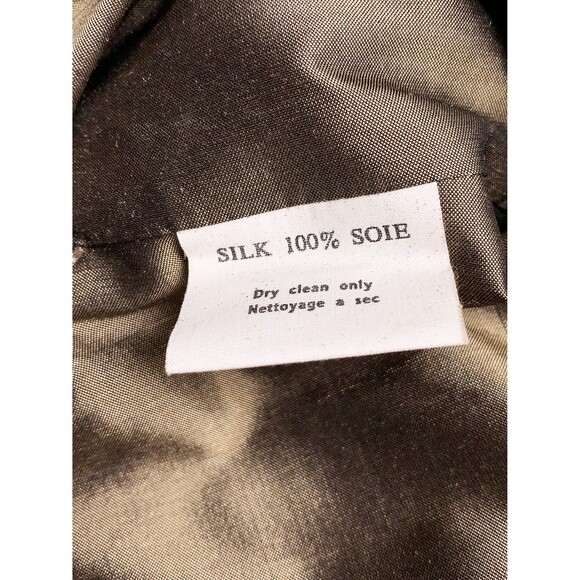 SILK 100% SOIE
Dry clean only
Nettoyage a sec